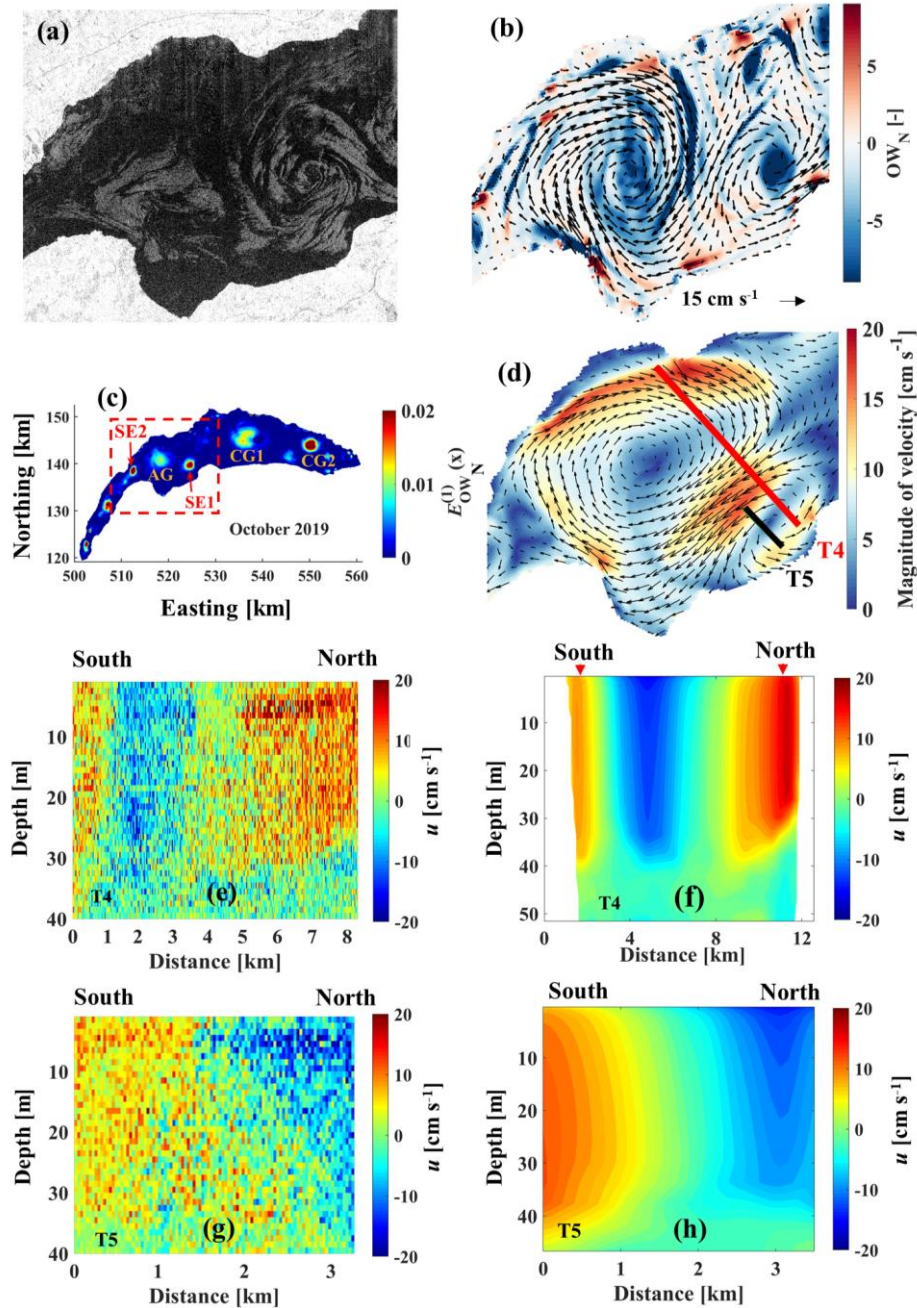 (a)
(b)
5
0
-5
OW_N [-]
15 cm s⁻¹
(c)
150
140
130
120
Northing [km]
SE2
AG
SE1
CG1
CG2
October 2019
500 510 520 530 540 550 560
Easting [km]
0.02
0.01
0
E^(1)_OW_N (x)
(d)
T4
T5
20
15
10
5
0
Magnitude of velocity [cm s⁻¹]
South North
10
20
30
40
Depth [m]
T4
(e)
0 1 2 3 4 5 6 7 8
Distance [km]
20
10
0
-10
-20
u [cm s⁻¹]
South North
10
20
30
40
50
Depth [m]
T4
(f)
0 4 8 12
Distance [km]
20
10
0
-10
-20
u [cm s⁻¹]
South North
10
20
30
40
Depth [m]
T5
(g)
0 1 2 3
Distance [km]
20
10
0
-10
-20
u [cm s⁻¹]
South North
10
20
30
40
Depth [m]
T5
(h)
0 1 2 3
Distance [km]
20
10
0
-10
-20
u [cm s⁻¹]